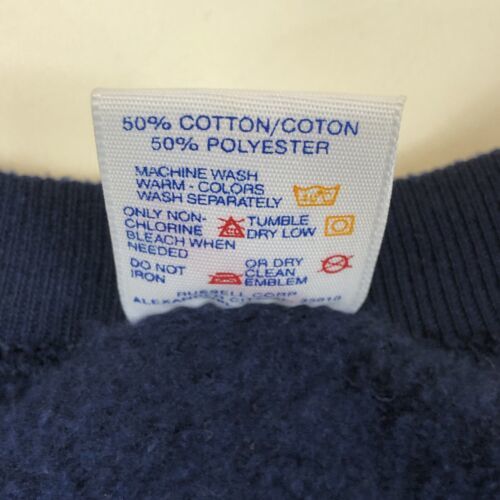 50% COTTON/COTON
50% POLYESTER
MACHINE WASH
WARM - COLORS
WASH SEPARATELY
ONLY NON-
CHLORINE
BLEACH WHEN
NEEDED
TUMBLE
DRY LOW
DO NOT
IRON
OR DRY
CLEAN
EMBLEM
RUSSELL CORP